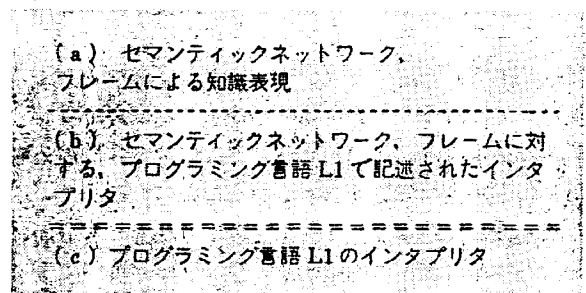 (a) セマンティックネットワーク,
フレームによる知識表現
(b) セマンティックネットワーク, フレームに対
する, プログラミング言語 L1 で記述されたインタ
プリタ
(c) プログラミング言語 L1 のインタプリタ